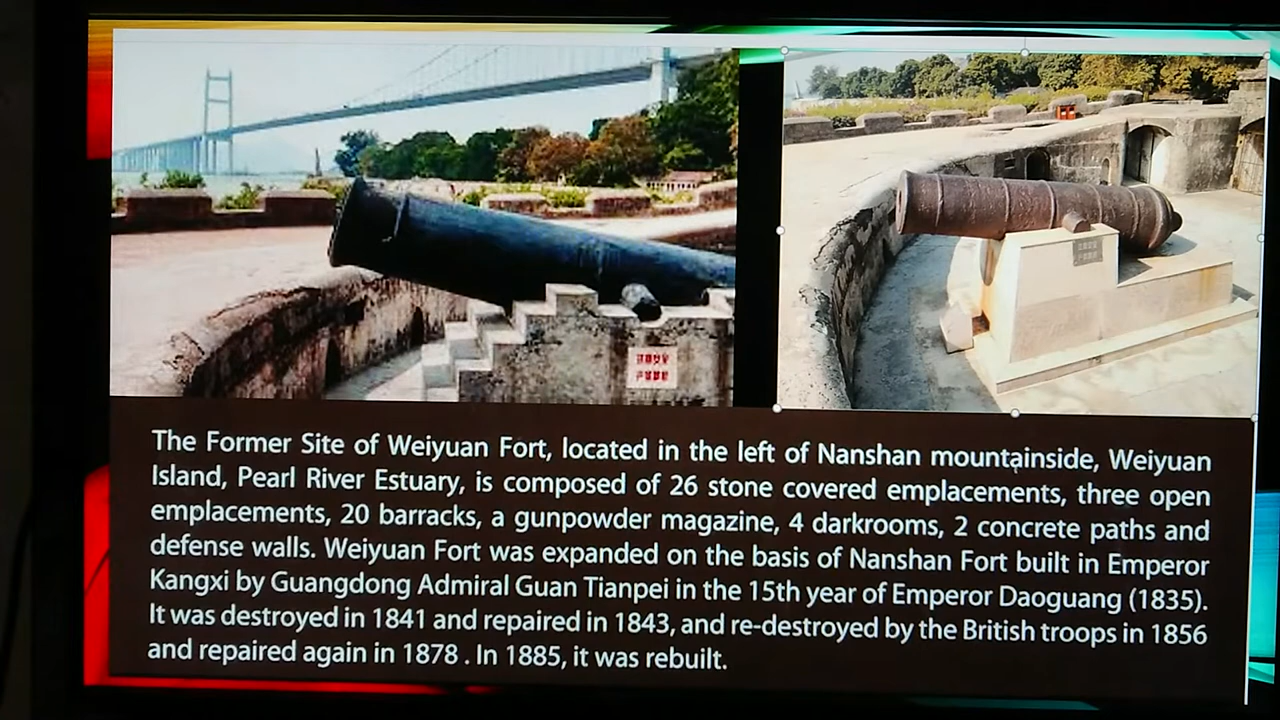 The Former Site of Weiyuan Fort, located in the left of Nanshan mountainside, Weiyuan
Island, Pearl River Estuary, is composed of 26 stone covered emplacements, three open
emplacements, 20 barracks, a gunpowder magazine, 4 darkrooms, 2 concrete paths and
defense walls. Weiyuan Fort was expanded on the basis of Nanshan Fort built in Emperor
Kangxi by Guangdong Admiral Guan Tianpei in the 15th year of Emperor Daoguang (1835).
It was destroyed in 1841 and repaired in 1843, and re-destroyed by the British troops in 1856
and repaired again in 1878 . In 1885, it was rebuilt.